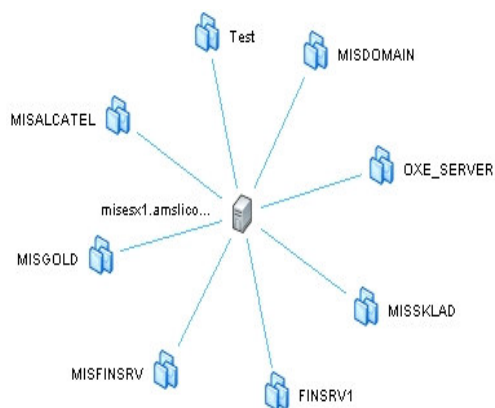 Test
MISDOMAIN
MISALCATEL
OXE_SERVER
misesx1.amslico...
MISGOLD
MISSKLAD
MISFINSRV
FINSRV1